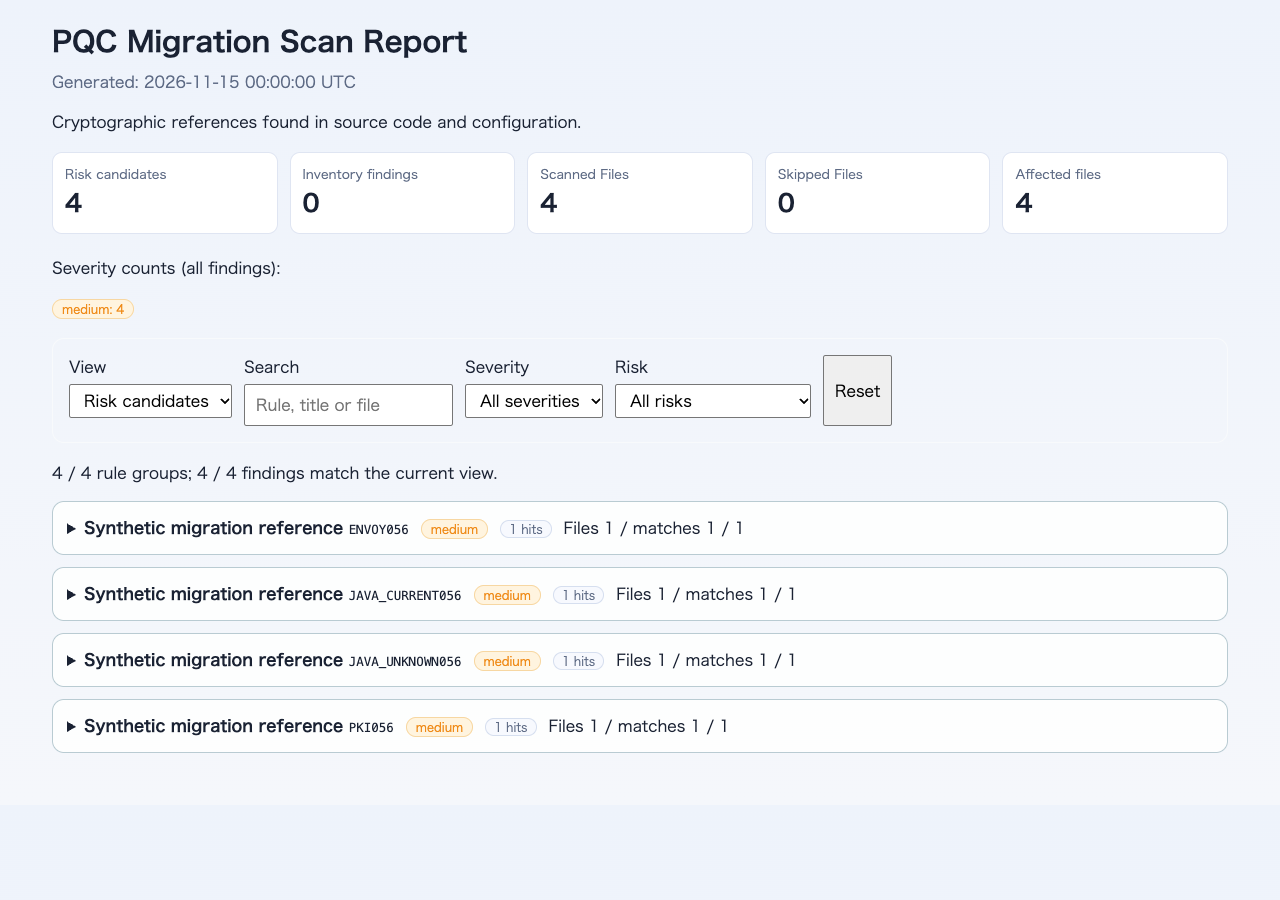 PQC Migration Scan Report
Generated: 2026-11-15 00:00:00 UTC
Cryptographic references found in source code and configuration.
Risk candidates
4
Inventory findings
0
Scanned Files
4
Skipped Files
0
Affected files
4
Severity counts (all findings):
medium: 4
View
Risk candidates
Search
Rule, title or file
Severity
All severities
Risk
All risks
Reset
4 / 4 rule groups; 4 / 4 findings match the current view.
Synthetic migration reference ENVOY056 medium 1 hits Files 1 / matches 1 / 1
Synthetic migration reference JAVA_CURRENT056 medium 1 hits Files 1 / matches 1 / 1
Synthetic migration reference JAVA_UNKNOWN056 medium 1 hits Files 1 / matches 1 / 1
Synthetic migration reference PKI056 medium 1 hits Files 1 / matches 1 / 1